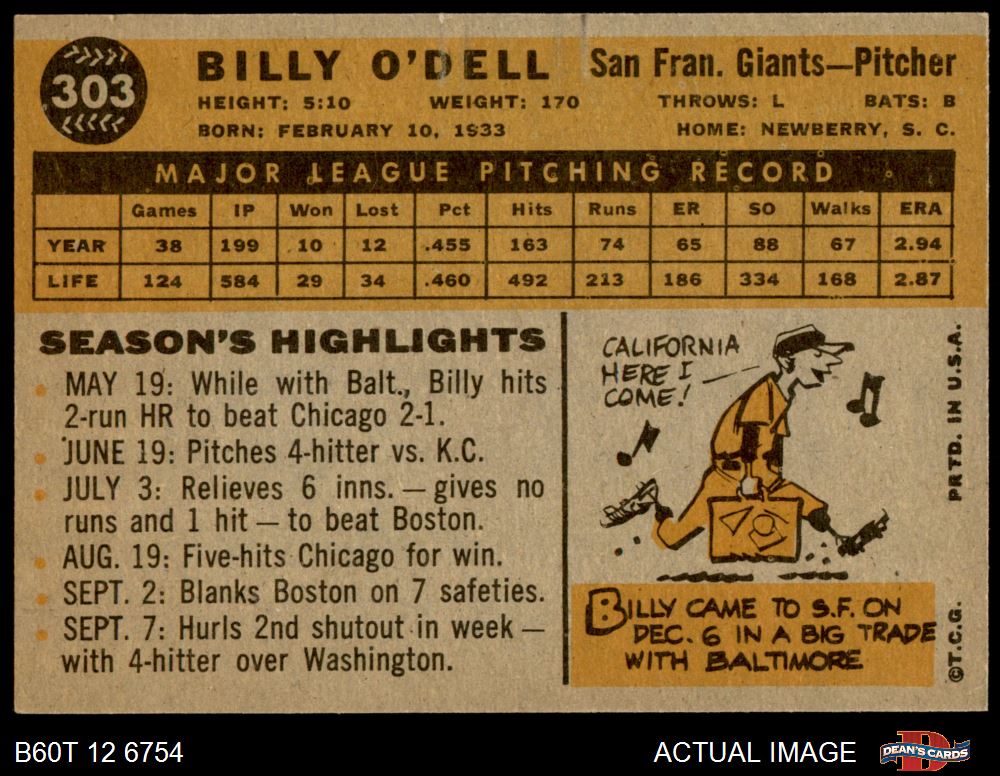 303
BILLY O'DELL
San Fran. Giants—Pitcher
HEIGHT: 5:10 WEIGHT: 170 THROWS: L BATS: B
BORN: FEBRUARY 10, 1933 HOME: NEWBERRY, S. C.
MAJOR LEAGUE PITCHING RECORD
Games IP Won Lost Pct Hits Runs ER SO Walks ERA
YEAR 38 199 10 12 .455 163 74 65 88 67 2.94
LIFE 124 584 29 34 .460 492 213 186 334 168 2.87
SEASON'S HIGHLIGHTS
MAY 19: While with Balt., Billy hits
2-run HR to beat Chicago 2-1.
JUNE 19: Pitches 4-hitter vs. K.C.
JULY 3: Relieves 6 inns. — gives no
runs and 1 hit — to beat Boston.
AUG. 19: Five-hits Chicago for win.
SEPT. 2: Blanks Boston on 7 safeties.
SEPT. 7: Hurls 2nd shutout in week —
with 4-hitter over Washington.
CALIFORNIA
HERE I
COME!
BILLY CAME TO S.F. ON
DEC. 6 IN A BIG TRADE
WITH BALTIMORE
©T.C.G. PRTD. IN U.S.A.
B60T 12 6754
ACTUAL IMAGE
DEAN'S CARDS